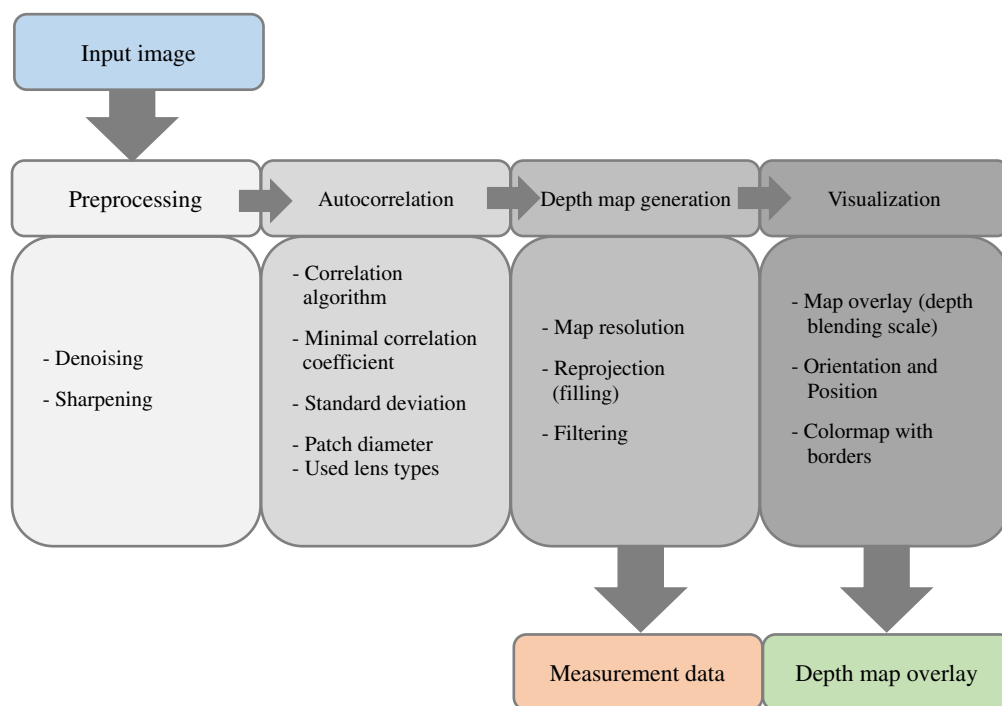 Input image
Preprocessing
Autocorrelation
Depth map generation
Visualization
- Denoising
- Sharpening
- Correlation
algorithm
- Minimal correlation
coefficient
- Standard deviation
- Patch diameter
- Used lens types
- Map resolution
- Reprojection
(filling)
- Filtering
- Map overlay (depth
blending scale)
- Orientation and
Position
- Colormap with
borders
Measurement data
Depth map overlay